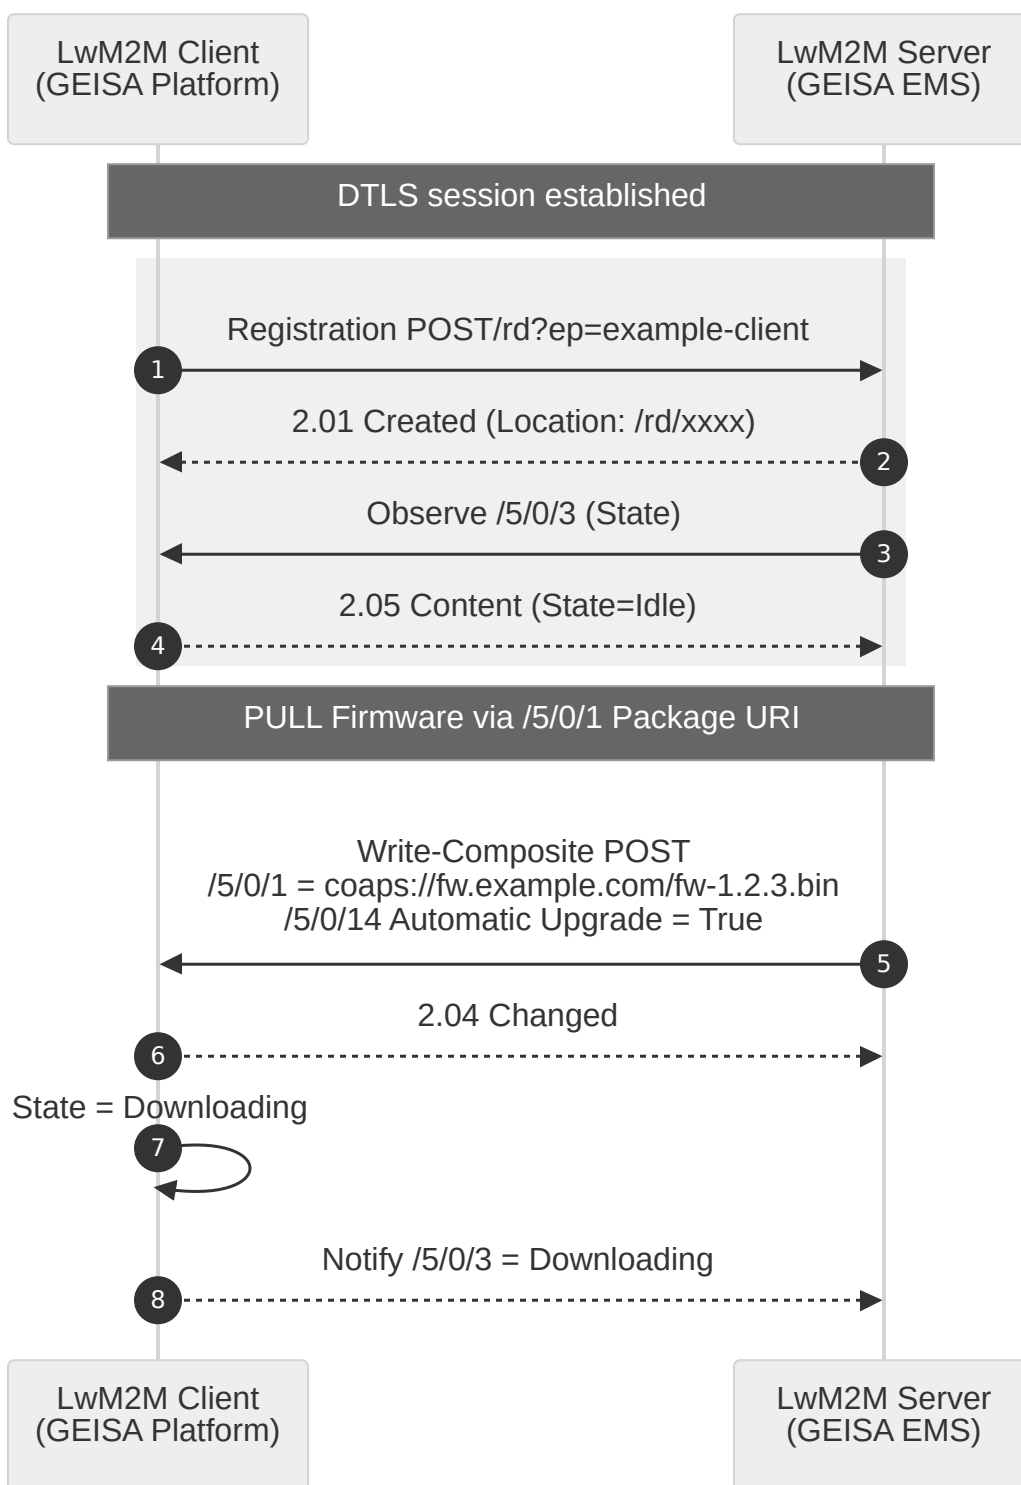 LwM2M Client
(GEISA Platform)
LwM2M Server
(GEISA EMS)
DTLS session established
Registration POST/rd?ep=example-client
1
2.01 Created (Location: /rd/xxxx)
2
Observe /5/0/3 (State)
3
2.05 Content (State=Idle)
4
PULL Firmware via /5/0/1 Package URI
Write-Composite POST
/5/0/1 = coaps://fw.example.com/fw-1.2.3.bin
/5/0/14 Automatic Upgrade = True
5
2.04 Changed
6
State = Downloading
7
Notify /5/0/3 = Downloading
8
LwM2M Client
(GEISA Platform)
LwM2M Server
(GEISA EMS)